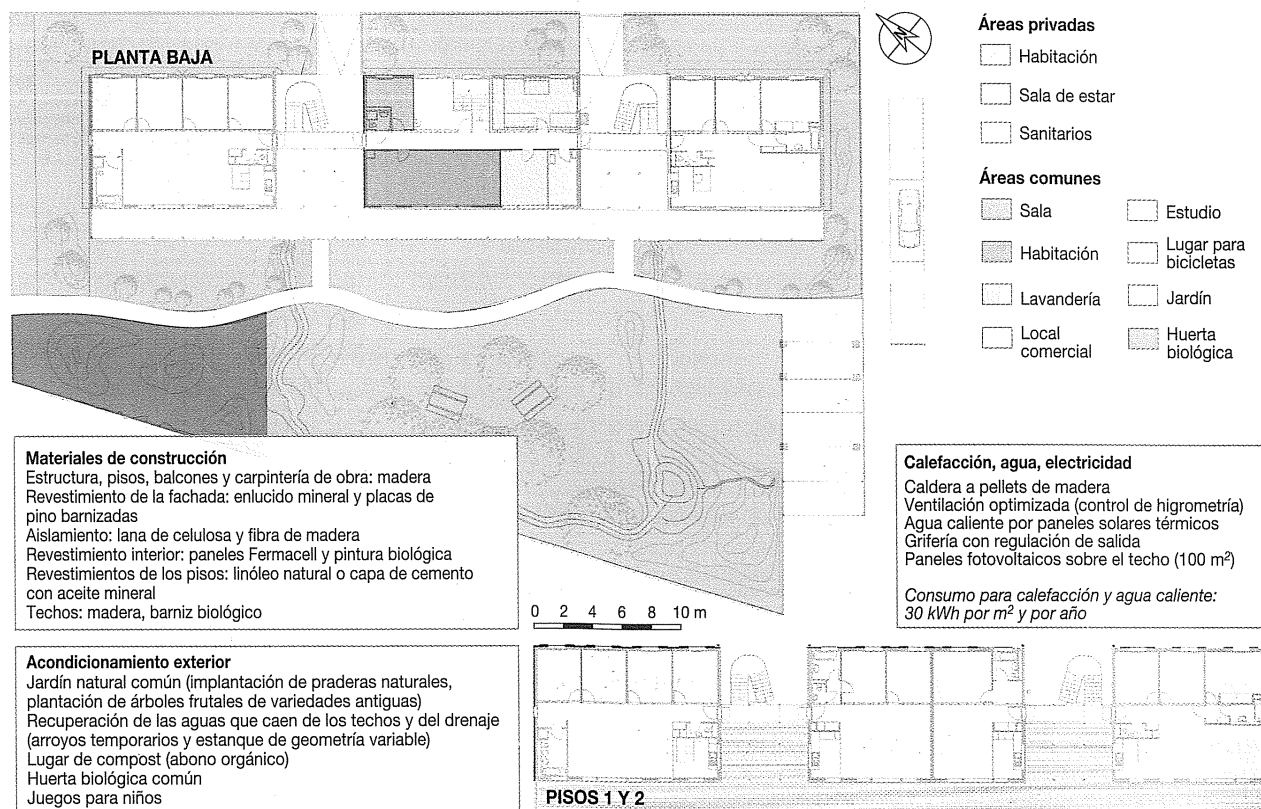 PLANTA BAJA
Áreas privadas
Habitación
Sala de estar
Sanitarios
Áreas comunes
Sala
Habitación
Lavandería
Local
comercial
Estudio
Lugar para
bicicletas
Jardín
Huerta
biológica
Materiales de construcción
Estructura, pisos, balcones y carpintería de obra: madera
Revestimiento de la fachada: enlucido mineral y placas de
pino barnizadas
Aislamiento: lana de celulosa y fibra de madera
Revestimiento interior: paneles Fermacell y pintura biológica
Revestimientos de los pisos: linóleo natural o capa de cemento
con aceite mineral
Techos: madera, barniz biológico
Calefacción, agua, electricidad
Caldera a pellets de madera
Ventilación optimizada (control de higrometría)
Agua caliente por paneles solares térmicos
Grifería con regulación de salida
Paneles fotovoltaicos sobre el techo (100 m²)
Consumo para calefacción y agua caliente:
30 kWh por m² y por año
0 2 4 6 8 10 m
Acondicionamiento exterior
Jardín natural común (implantación de praderas naturales,
plantación de árboles frutales de variedades antiguas)
Recuperación de las aguas que caen de los techos y del drenaje
(arroyos temporarios y estanque de geometría variable)
Lugar de compost (abono orgánico)
Huerta biológica común
Juegos para niños
PISOS 1 Y 2